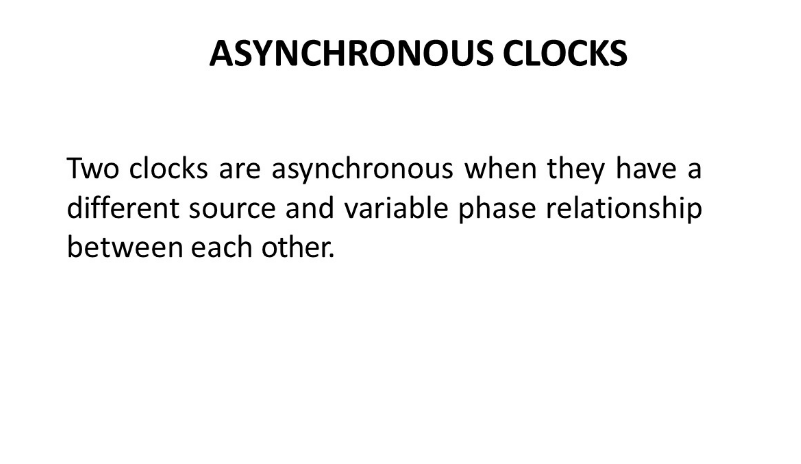 ASYNCHRONOUS CLOCKS
Two clocks are asynchronous when they have a
different source and variable phase relationship
between each other.